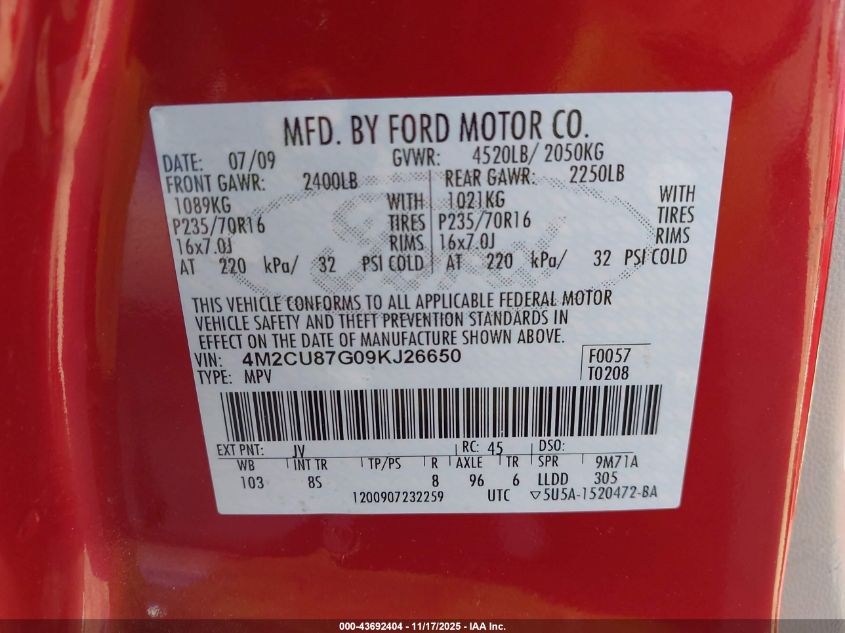 MFD. BY FORD MOTOR CO.
DATE: 07/09 GVWR: 4520LB/ 2050KG
FRONT GAWR: 2400LB REAR GAWR: 2250LB
1089KG WITH 1021KG WITH
P235/70R16 TIRES P235/70R16 TIRES
16x7.0J RIMS 16x7.0J RIMS
AT 220 kPa/ 32 PSI COLD AT 220 kPa/ 32 PSI COLD
THIS VEHICLE CONFORMS TO ALL APPLICABLE FEDERAL MOTOR
VEHICLE SAFETY AND THEFT PREVENTION STANDARDS IN
EFFECT ON THE DATE OF MANUFACTURE SHOWN ABOVE.
VIN: 4M2CU87G09KJ26650 F0057
TYPE: MPV T0208
EXT PNT: JV RC: 45 DSO:
WB INT TR TP/PS R AXLE TR SPR 9M71A
103 8S 8 96 6 LLDD 305
1200907232259 UTC ▽5U5A-1520472-BA
000-43692404 - 11/17/2025 - IAA Inc.